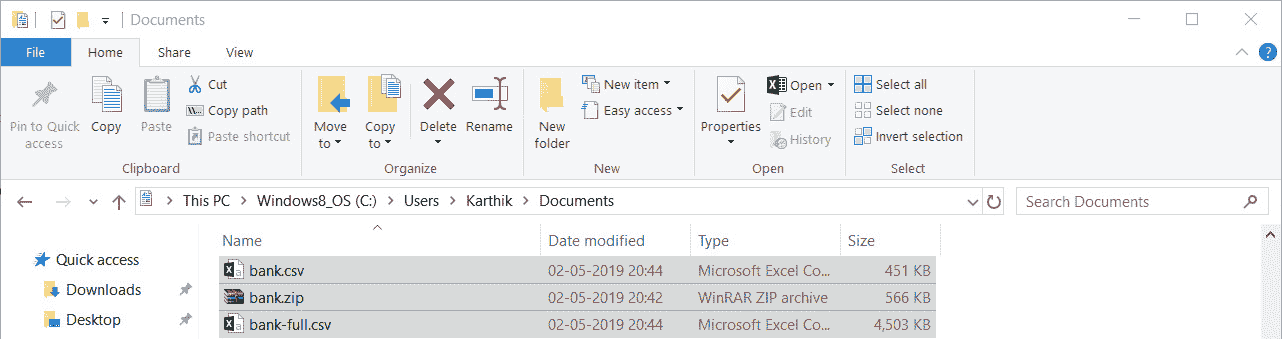 Documents
File Home Share View
Pin to Quick access
Copy
Paste
Cut
Copy path
Paste shortcut
Clipboard
Move to
Copy to
Delete
Rename
Organize
New folder
New item
Easy access
New
Properties
Open
Edit
History
Open
Select all
Select none
Invert selection
Select
This PC Windows8_OS (C:) Users Karthik Documents
Search Documents
Quick access
Downloads
Desktop
Name Date modified Type Size
bank.csv 02-05-2019 20:44 Microsoft Excel Co... 451 KB
bank.zip 02-05-2019 20:42 WinRAR ZIP archive 566 KB
bank-full.csv 02-05-2019 20:44 Microsoft Excel Co... 4,503 KB